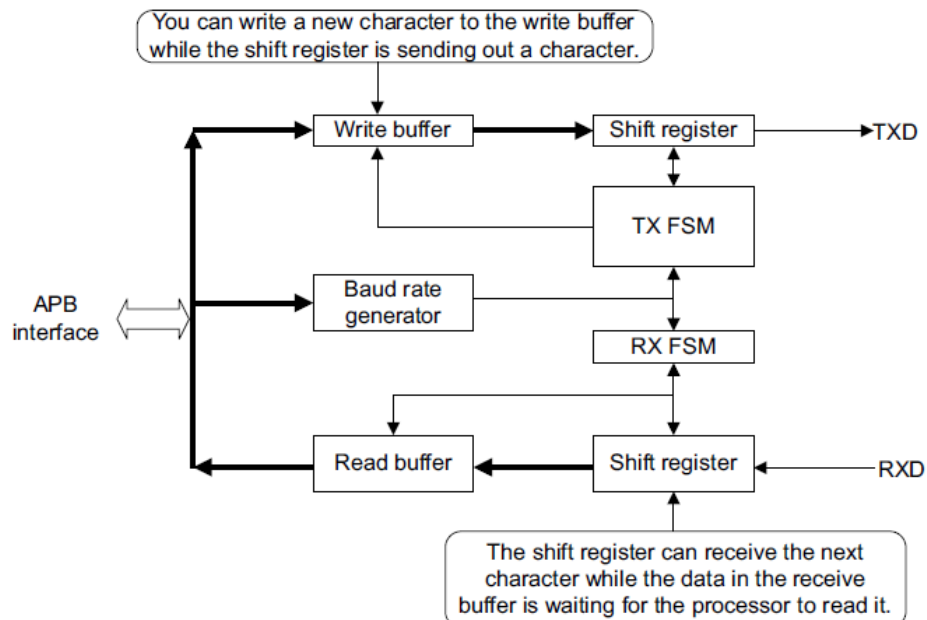 You can write a new character to the write buffer
while the shift register is sending out a character.
Write buffer
Shift register
TXD
TX FSM
APB
interface
Baud rate
generator
RX FSM
Read buffer
Shift register
RXD
The shift register can receive the next
character while the data in the receive
buffer is waiting for the processor to read it.